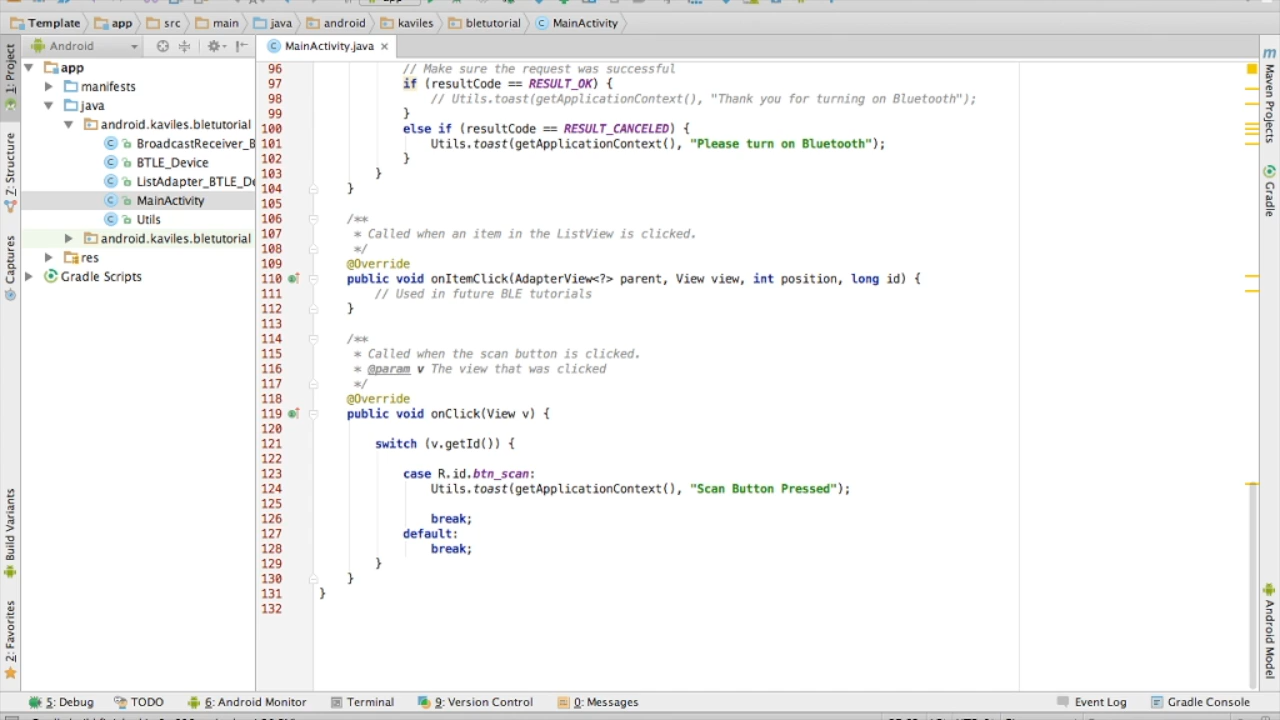 Template app src main java android kaviles bletutorial MainActivity
Android
MainActivity.java
1: Project
7: Structure
Captures
Build Variants
2: Favorites
app
manifests
java
android.kaviles.bletutorial
BroadcastReceiver_B
BTLE_Device
ListAdapter_BTLE_De
MainActivity
Utils
android.kaviles.bletutorial
res
Gradle Scripts
96 // Make sure the request was successful
97 if (resultCode == RESULT_OK) {
98 // Utils.toast(getApplicationContext(), "Thank you for turning on Bluetooth");
99 }
100 else if (resultCode == RESULT_CANCELED) {
101 Utils.toast(getApplicationContext(), "Please turn on Bluetooth");
102 }
103 }
104 }
105
106 /**
107 * Called when an item in the ListView is clicked.
108 */
109 @Override
110 public void onItemClick(AdapterView<?> parent, View view, int position, long id) {
111 // Used in future BLE tutorials
112 }
113
114 /**
115 * Called when the scan button is clicked.
116 * @param v The view that was clicked
117 */
118 @Override
119 public void onClick(View v) {
120
121 switch (v.getId()) {
122
123 case R.id.btn_scan:
124 Utils.toast(getApplicationContext(), "Scan Button Pressed");
125
126 break;
127 default:
128 break;
129 }
130 }
131 }
132
Maven Projects
Gradle
Android Model
5: Debug TODO 6: Android Monitor Terminal 9: Version Control 0: Messages Event Log Gradle Console